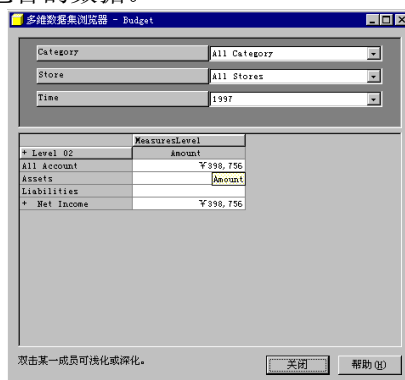 多维数据集浏览器 - Budget
Category All Category
Store All Stores
Time 1997
MeasuresLevel
+ Level 02 Amount
All Account ¥398,756
Assets Amount
Liabilities
+ Net Income ¥398,756
双击某一成员可浅化或深化。
关闭 帮助(H)